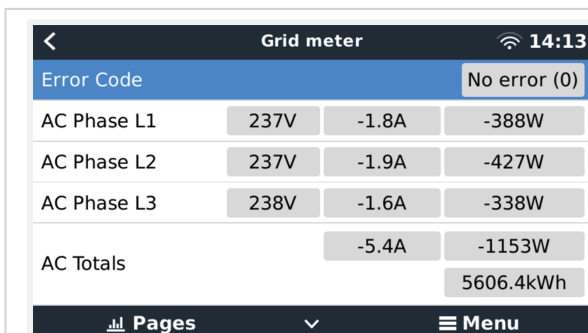 Grid meter 14:13
Error Code No error (0)
AC Phase L1 237V -1.8A -388W
AC Phase L2 237V -1.9A -427W
AC Phase L3 238V -1.6A -338W
AC Totals -5.4A -1153W
5606.4kWh
Pages Menu